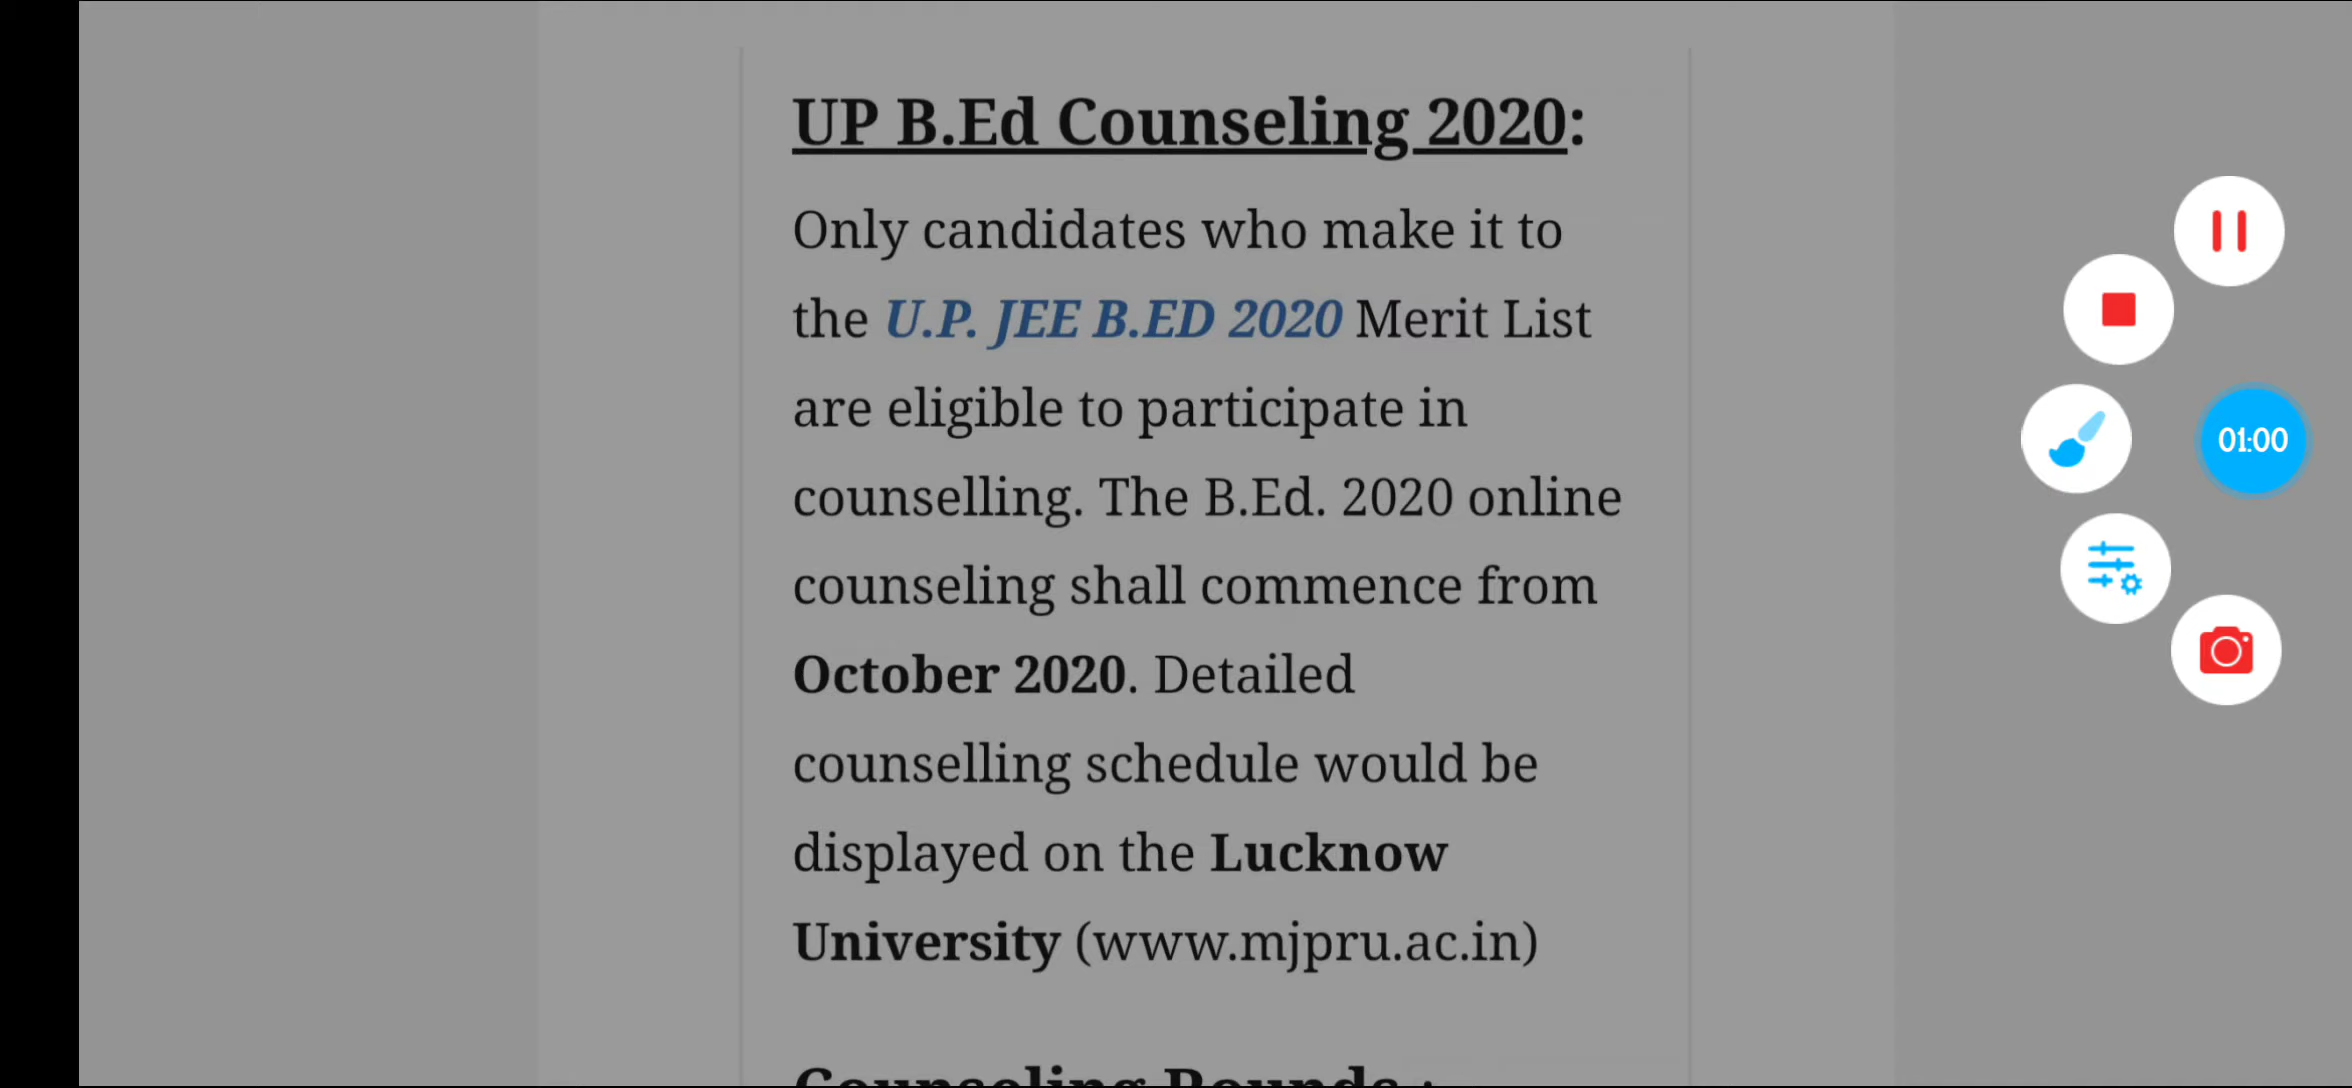 UP B.Ed Counseling 2020:
Only candidates who make it to
the U.P. JEE B.ED 2020 Merit List
are eligible to participate in
counselling. The B.Ed. 2020 online
counseling shall commence from
October 2020. Detailed
counselling schedule would be
displayed on the Lucknow
University (www.mjpru.ac.in)
Counseling Rounds :
01:00